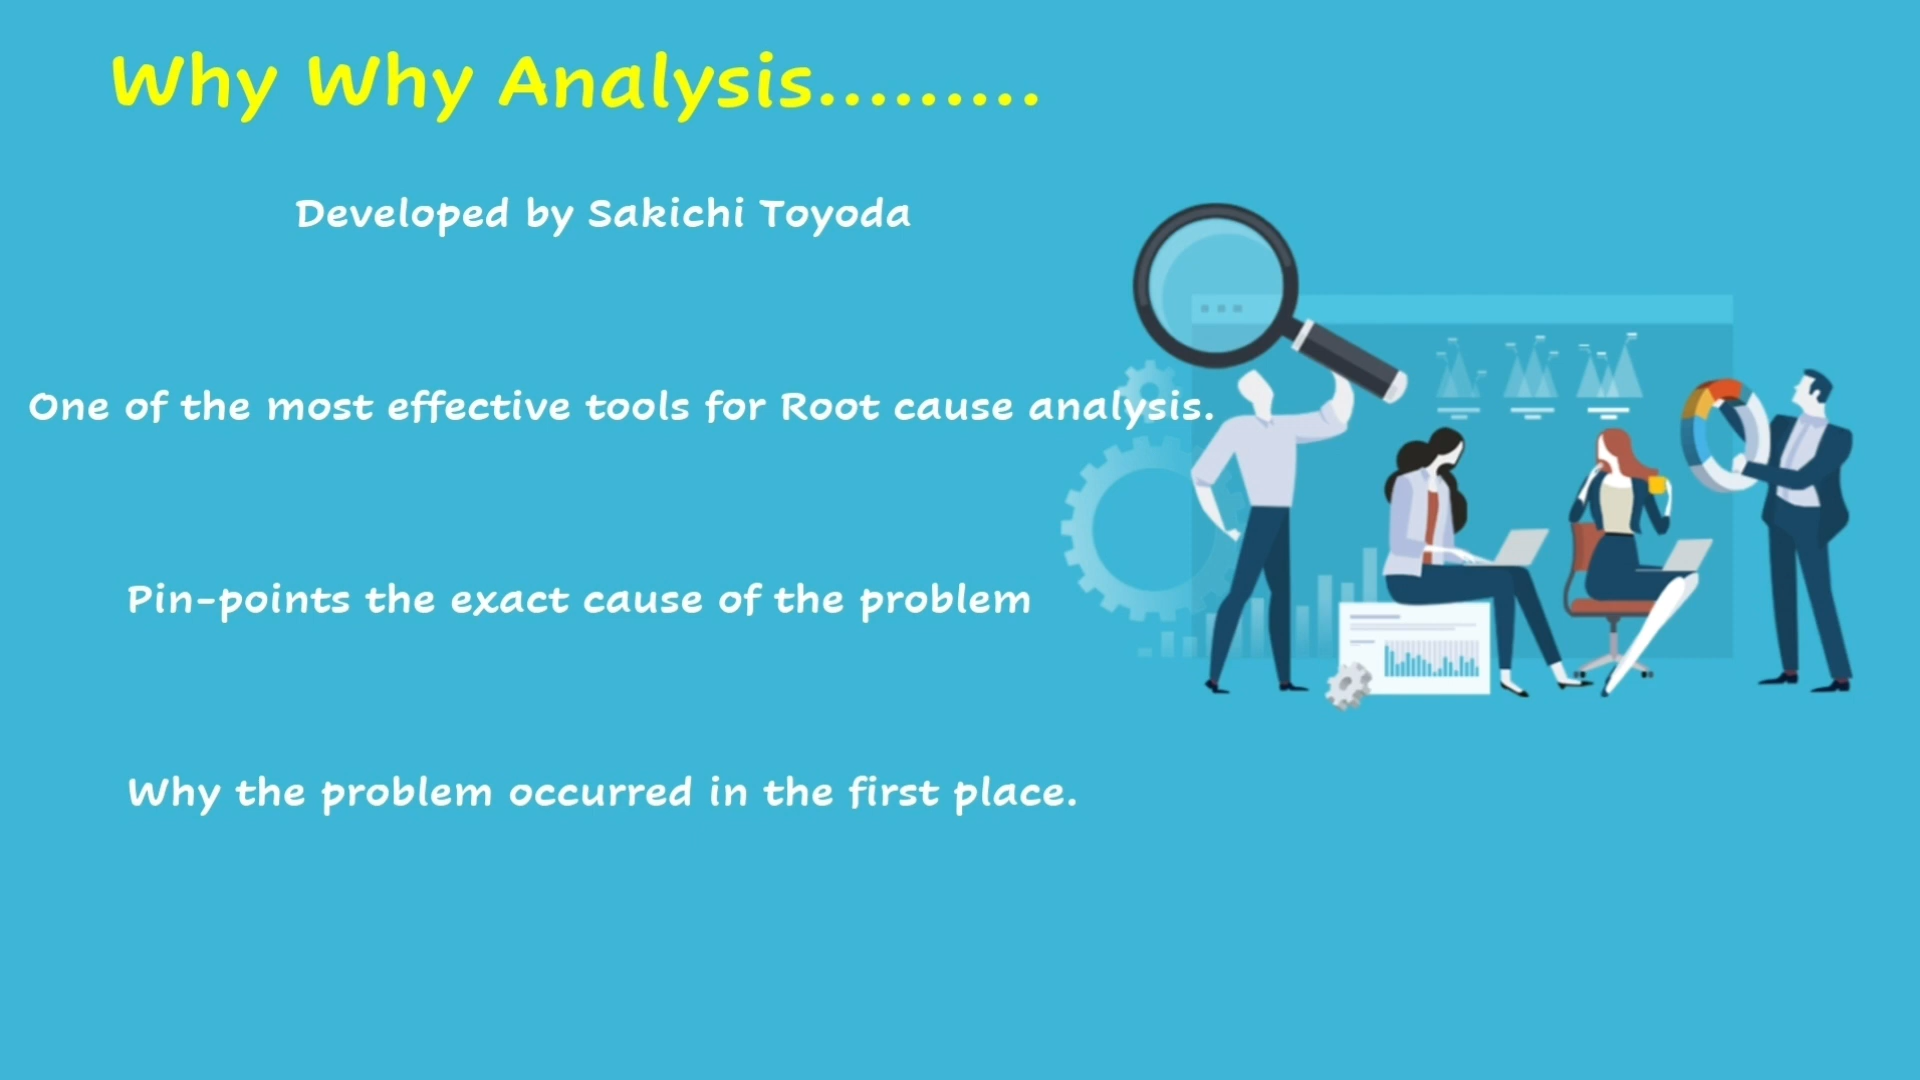 Why Why Analysis.........
Developed by Sakichi Toyoda
One of the most effective tools for Root cause analysis.
Pin-points the exact cause of the problem
Why the problem occurred in the first place.